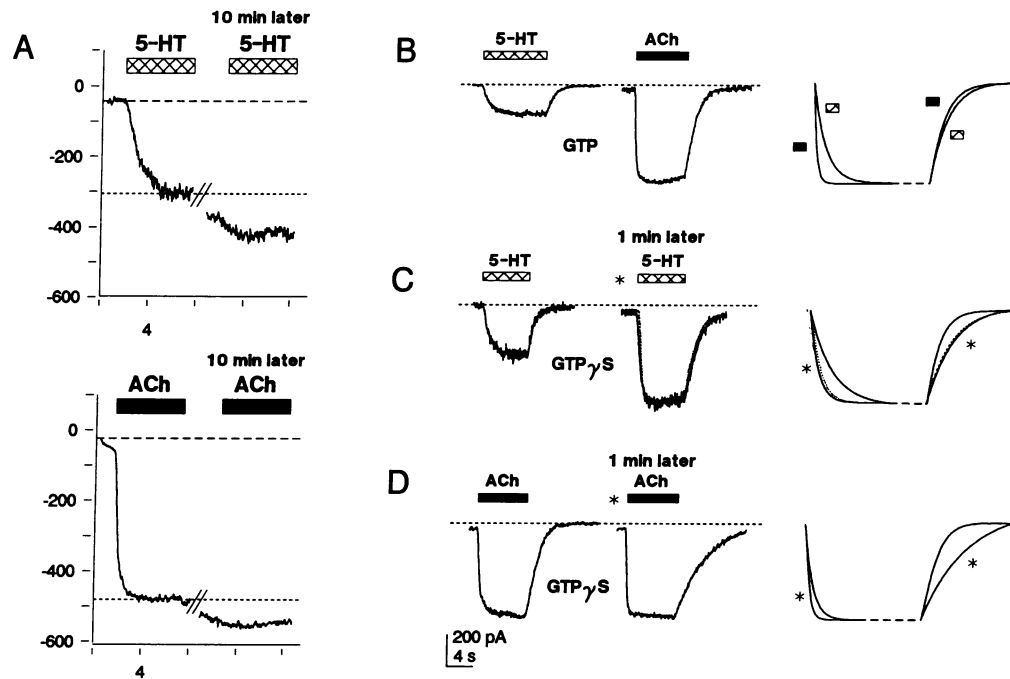 A
10 min later
5-HT
5-HT
0
-200
-400
-600
4
10 min later
ACh
ACh
0
-200
-400
-600
4
B
5-HT
ACh
GTP
C
1 min later
5-HT
* 5-HT
GTPγS
*
*
D
1 min later
ACh
* ACh
GTPγS
*
*
200 pA
4 s